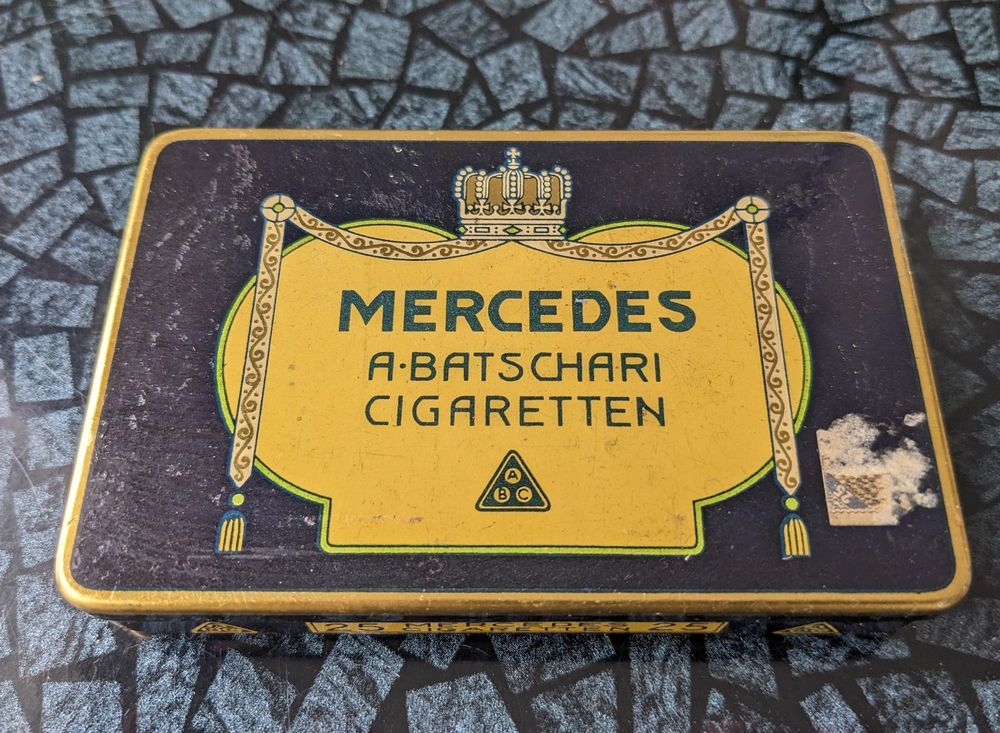 MERCEDES
A·BATSCHARI
CIGARETTEN
A
B C
25 MERCEDES 25